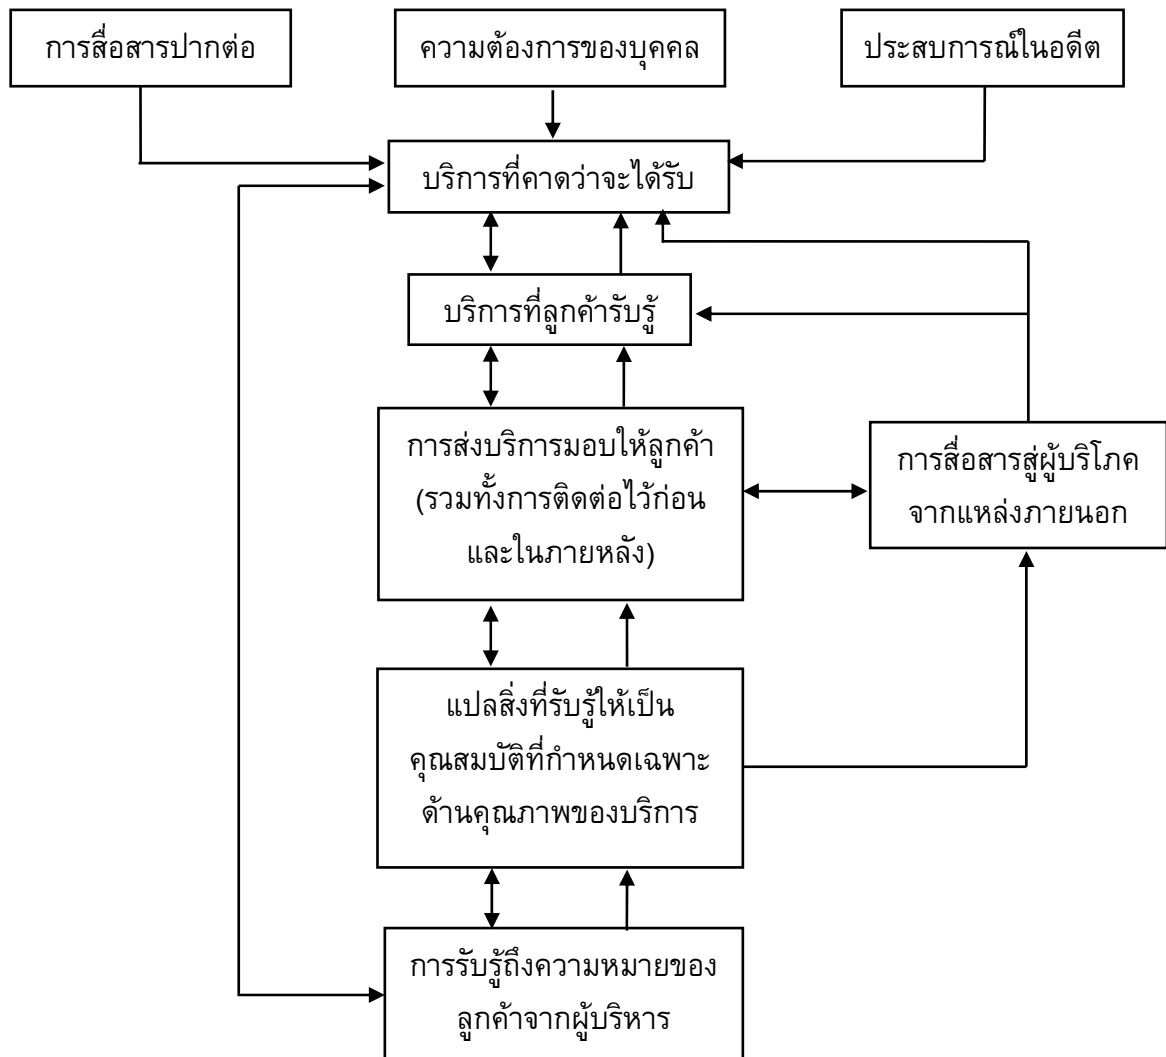 การสื่อสารปากต่อ
ความต้องการของบุคคล
ประสบการณ์ในอดีต
บริการที่คาดว่าจะได้รับ
บริการที่ลูกค้ารับรู้
การส่งบริการมอบให้ลูกค้า
(รวมทั้งการติดต่อไว้ก่อน
และในภายหลัง)
การสื่อสารสู่ผู้บริโภค
จากแหล่งภายนอก
แปลสิ่งที่รับรู้ให้เป็น
คุณสมบัติที่กำหนดเฉพาะ
ด้านคุณภาพของบริการ
การรับรู้ถึงความหมายของ
ลูกค้าจากผู้บริหาร